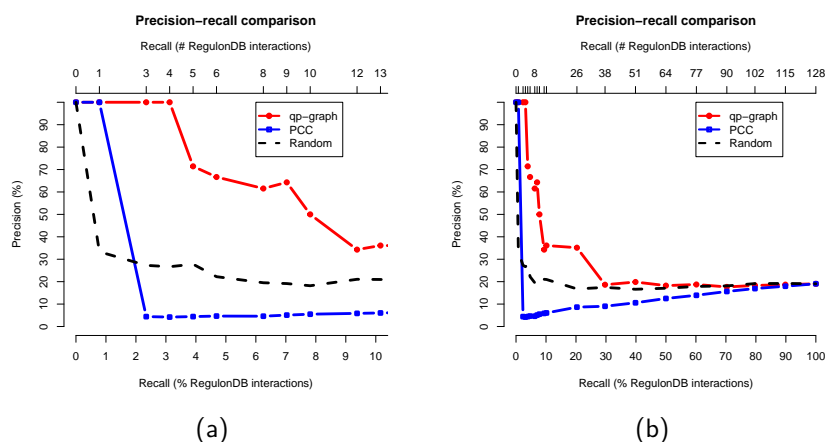 Precision−recall comparison
Recall (# RegulonDB interactions)
0 1 3 4 5 6 8 9 10 12 13
qp−graph
PCC
Random
Precision (%)
0 10 20 30 40 50 60 70 80 90
0 1 2 3 4 5 6 7 8 9 10
Recall (% RegulonDB interactions)
(a)
Precision−recall comparison
Recall (# RegulonDB interactions)
0 8 26 38 51 64 77 90 102 115 128
qp−graph
PCC
Random
Precision (%)
0 10 20 30 40 50 60 70 80 90
0 10 20 30 40 50 60 70 80 90 100
Recall (% RegulonDB interactions)
(b)